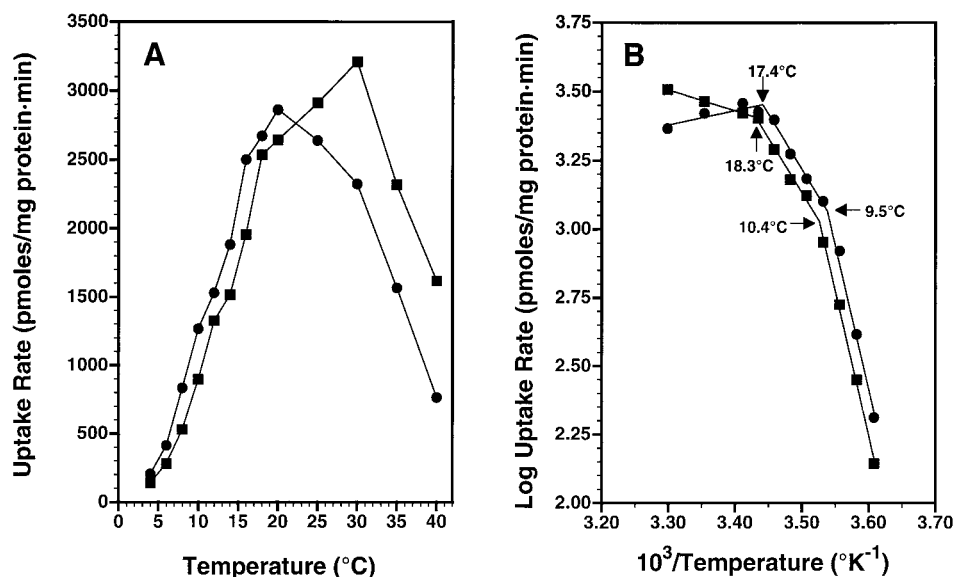 A
Uptake Rate (pmoles/mg protein·min)
3500
3000
2500
2000
1500
1000
500
0
0 5 10 15 20 25 30 35 40
Temperature (°C)
B
Log Uptake Rate (pmoles/mg protein·min)
3.75
3.50
3.25
3.00
2.75
2.50
2.25
2.00
17.4°C
18.3°C
10.4°C
9.5°C
3.20 3.30 3.40 3.50 3.60 3.70
10³/Temperature (°K⁻¹)